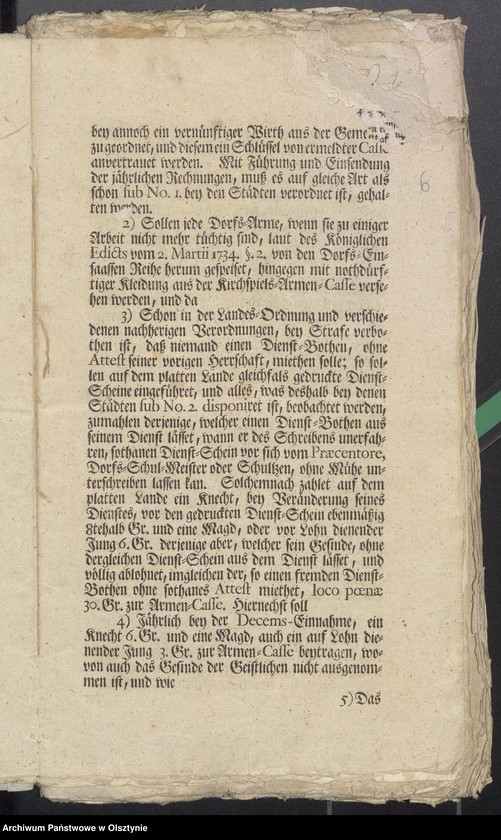 bey annoch ein vernünftiger Wirth aus der Geme
zu geordnet, und diesem ein Schlüssel von ermeldter Cass
anvertrauet werden. Mit Führung und Einsendung
der jährlichen Rechnungen, muß es auf gleiche Art als
schon sub No. 1. bey den Städten verordnet ist, gehal-
ten werden.
2) Sollen jede Dorfs-Arme, wenn sie zu einiger
Arbeit nicht mehr tüchtig sind, laut des Königlichen
Edicts vom 2. Martii 1734. §. 2. von den Dorfs-Ein-
saassen Reihe herum gespeiset, hingegen mit nothdürf-
tiger Kleidung aus der Kirchspiels-Armen-Casse verse-
hen werden, und da
3) Schon in der Landes-Ordnung und verschie-
denen nachherigen Verordnungen, bey Strafe verbo-
then ist, daß niemand einen Dienst-Bothen, ohne
Attest seiner vorigen Herrschaft, miethen solle; so sol-
len auf dem platten Lande gleichfals gedruckte Dienst-
Scheine eingeführet, und alles, was deshalb bey denen
Städten sub No. 2. disponiret ist, beobachtet werden,
zumahlen derjenige, welcher einen Dienst-Bothen aus
seinem Dienst lässet, wann er des Schreibens unerfah-
ren, sothanen Dienst-Schein vor sich vom Præcentore,
Dorfs-Schul-Meister oder Schultzen, ohne Mühe un-
terschreiben lassen kan. Solchemnach zahlet auf dem
platten Lande ein Knecht, bey Veränderung seines
Dienstes, vor den gedruckten Dienst-Schein ebenmäßig
8tehalb Gr. und eine Magd, oder vor Lohn dienender
Jung 6. Gr. derjenige aber, welcher sein Gesinde, ohne
dergleichen Dienst-Schein aus dem Dienst lässet, und
völlig ablohnet, imgleichen der, so einen fremden Dienst-
Bothen ohne sothanes Attest miethet, loco pœnæ
30. Gr. zur Armen-Casse. Hiernechst soll
4) Jährlich bey der Decems-Einnahme, ein
Knecht 6. Gr. und eine Magd, auch ein auf Lohn die-
nender Jung 3. Gr. zur Armen-Casse beytragen, wo-
von auch das Gesinde der Geistlichen nicht ausgenom-
men ist, und wie
5) Das
6
Archiwum Państwowe w Olsztynie